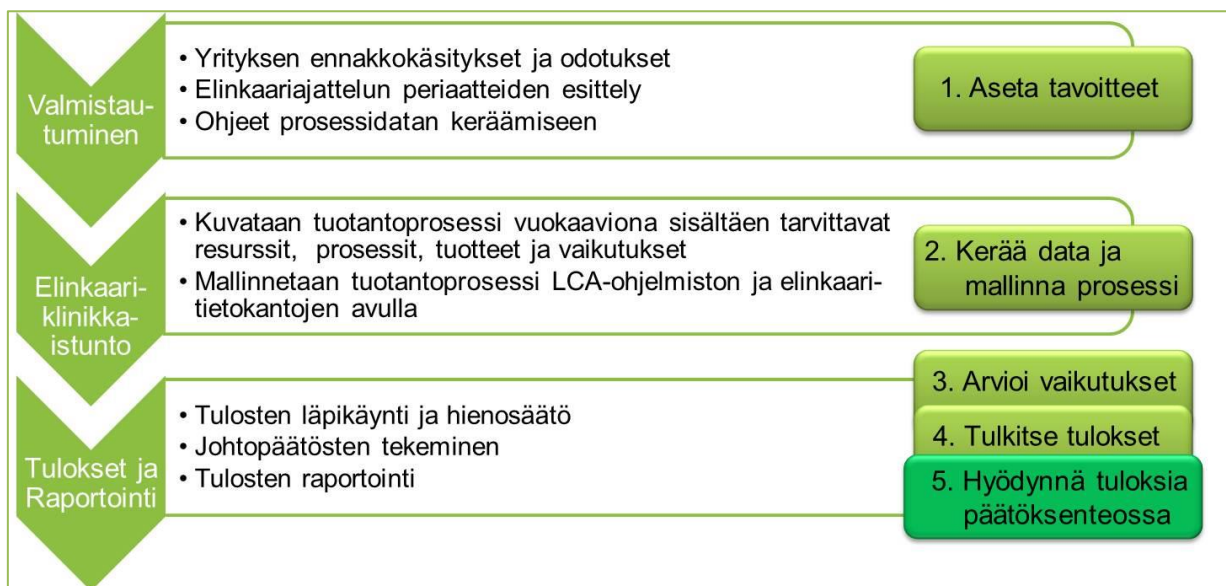 Valmistau-
tuminen
• Yrityksen ennakkokäsitykset ja odotukset
• Elinkaariajattelun periaatteiden esittely
• Ohjeet prosessidatan keräämiseen
1. Aseta tavoitteet
Elinkaari-
klinikka-
istunto
• Kuvataan tuotantoprosessi vuokaaviona sisältäen tarvittavat
resurssit, prosessit, tuotteet ja vaikutukset
• Mallinnetaan tuotantoprosessi LCA-ohjelmiston ja elinkaari-
tietokantojen avulla
2. Kerää data ja
mallinna prosessi
Tulokset ja
Raportointi
• Tulosten läpikäynti ja hienosäätö
• Johtopäätösten tekeminen
• Tulosten raportointi
3. Arvioi vaikutukset
4. Tulkitse tulokset
5. Hyödynnä tuloksia
päätöksenteossa